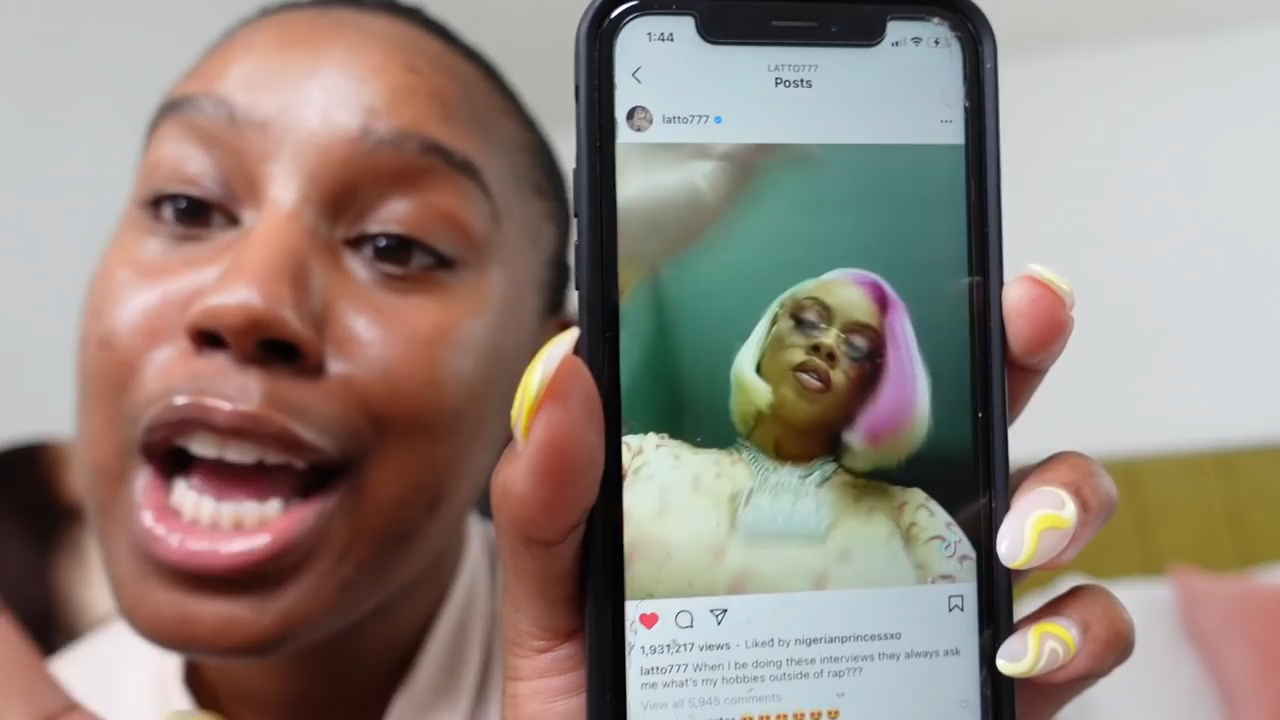 1:44
LATTO777
Posts
latto777
1,931,217 views · Liked by nigerianprincessxo
latto777 When I be doing these interviews they always ask
me what's my hobbies outside of rap???
View all 5,945 comments